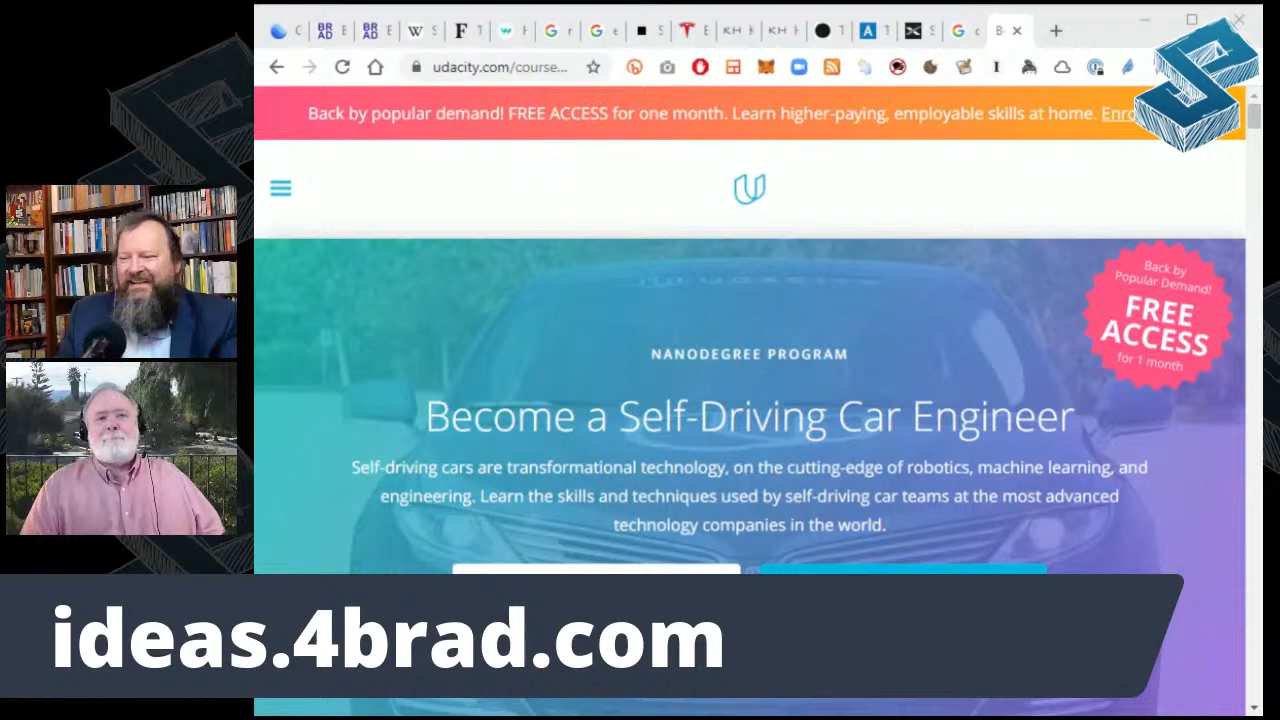 BRAD
BRAD
udacity.com/course...
Back by popular demand! FREE ACCESS for one month. Learn higher-paying, employable skills at home. Enro
Back by
Popular Demand!
FREE
ACCESS
for 1 month
NANODEGREE PROGRAM
Become a Self-Driving Car Engineer
Self-driving cars are transformational technology, on the cutting-edge of robotics, machine learning, and
engineering. Learn the skills and techniques used by self-driving car teams at the most advanced
technology companies in the world.
ideas.4brad.com